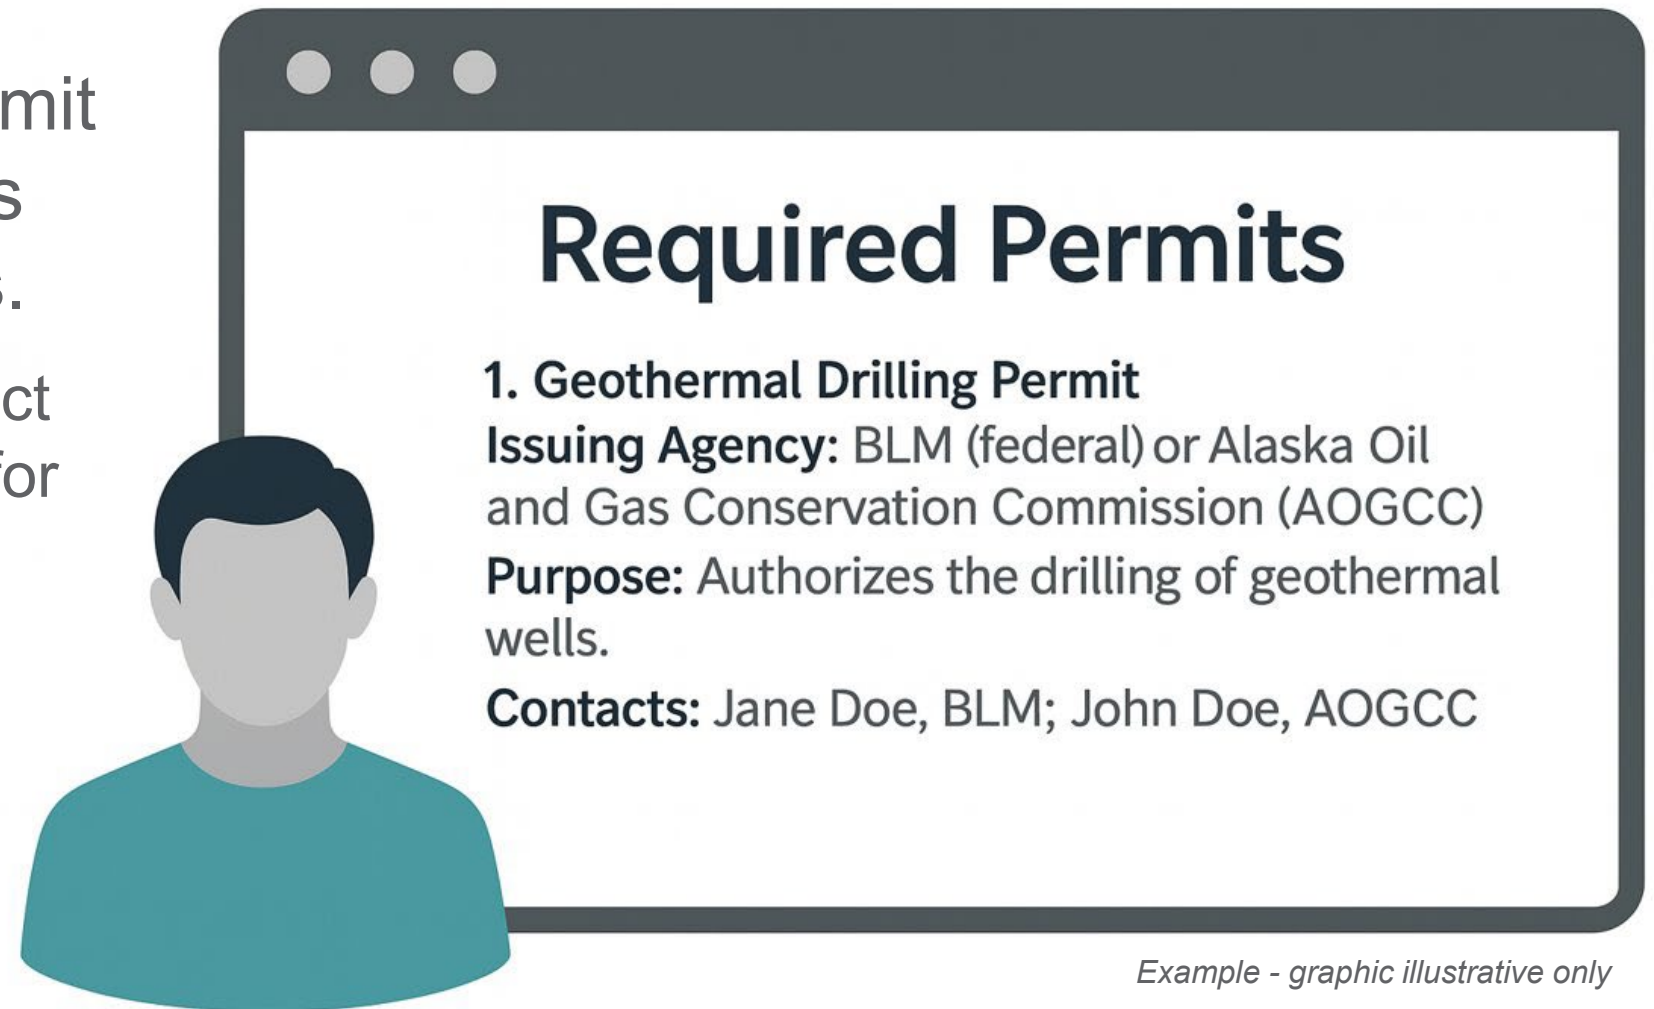 mit
s
s.
ct
for
Required Permits
1. Geothermal Drilling Permit
Issuing Agency: BLM (federal) or Alaska Oil
and Gas Conservation Commission (AOGCC)
Purpose: Authorizes the drilling of geothermal
wells.
Contacts: Jane Doe, BLM; John Doe, AOGCC
Example - graphic illustrative only